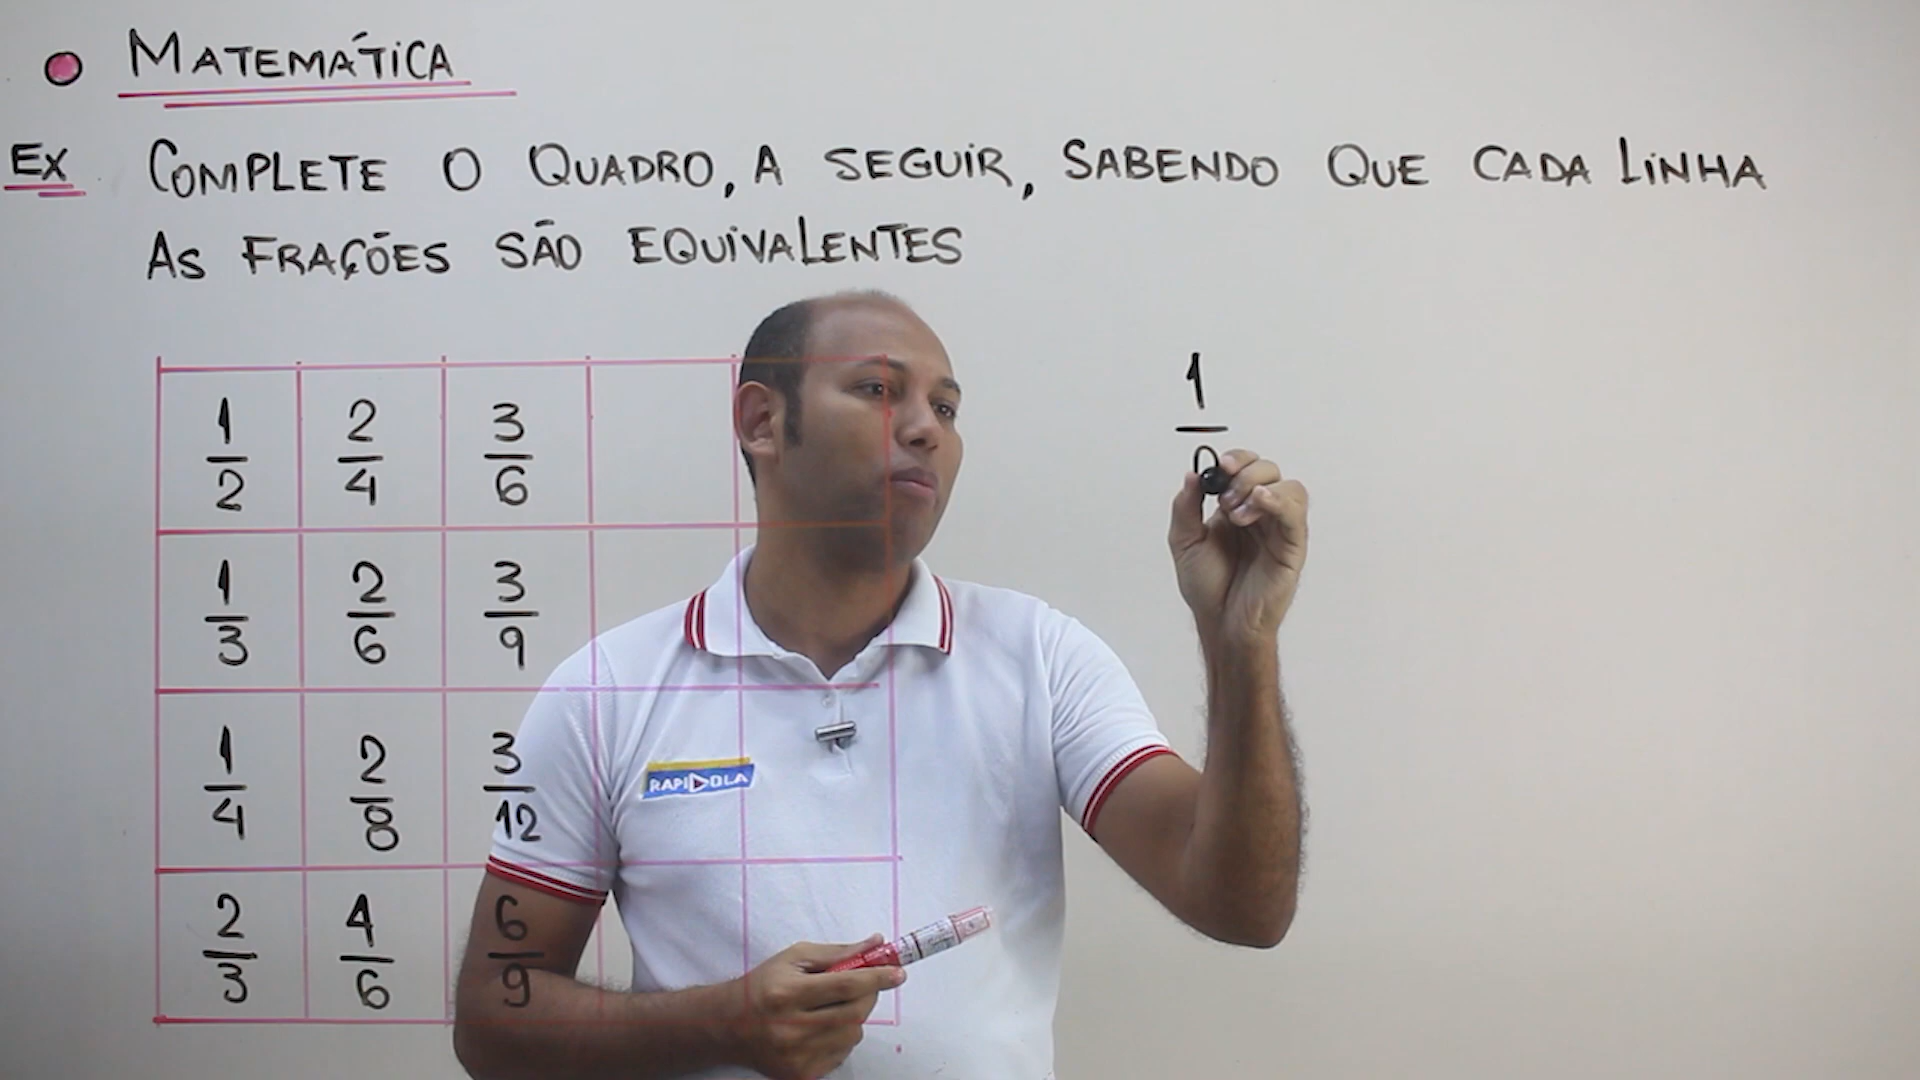 MATEMÁTICA
Ex COMPLETE O QUADRO, A SEGUIR, SABENDO QUE CADA LINHA
AS FRAÇÕES SÃO EQUIVALENTES
1/2 2/4 3/6
1/3 2/6 3/9
1/4 2/8 3/12
2/3 4/6 6/9
1
RAPIDOLA